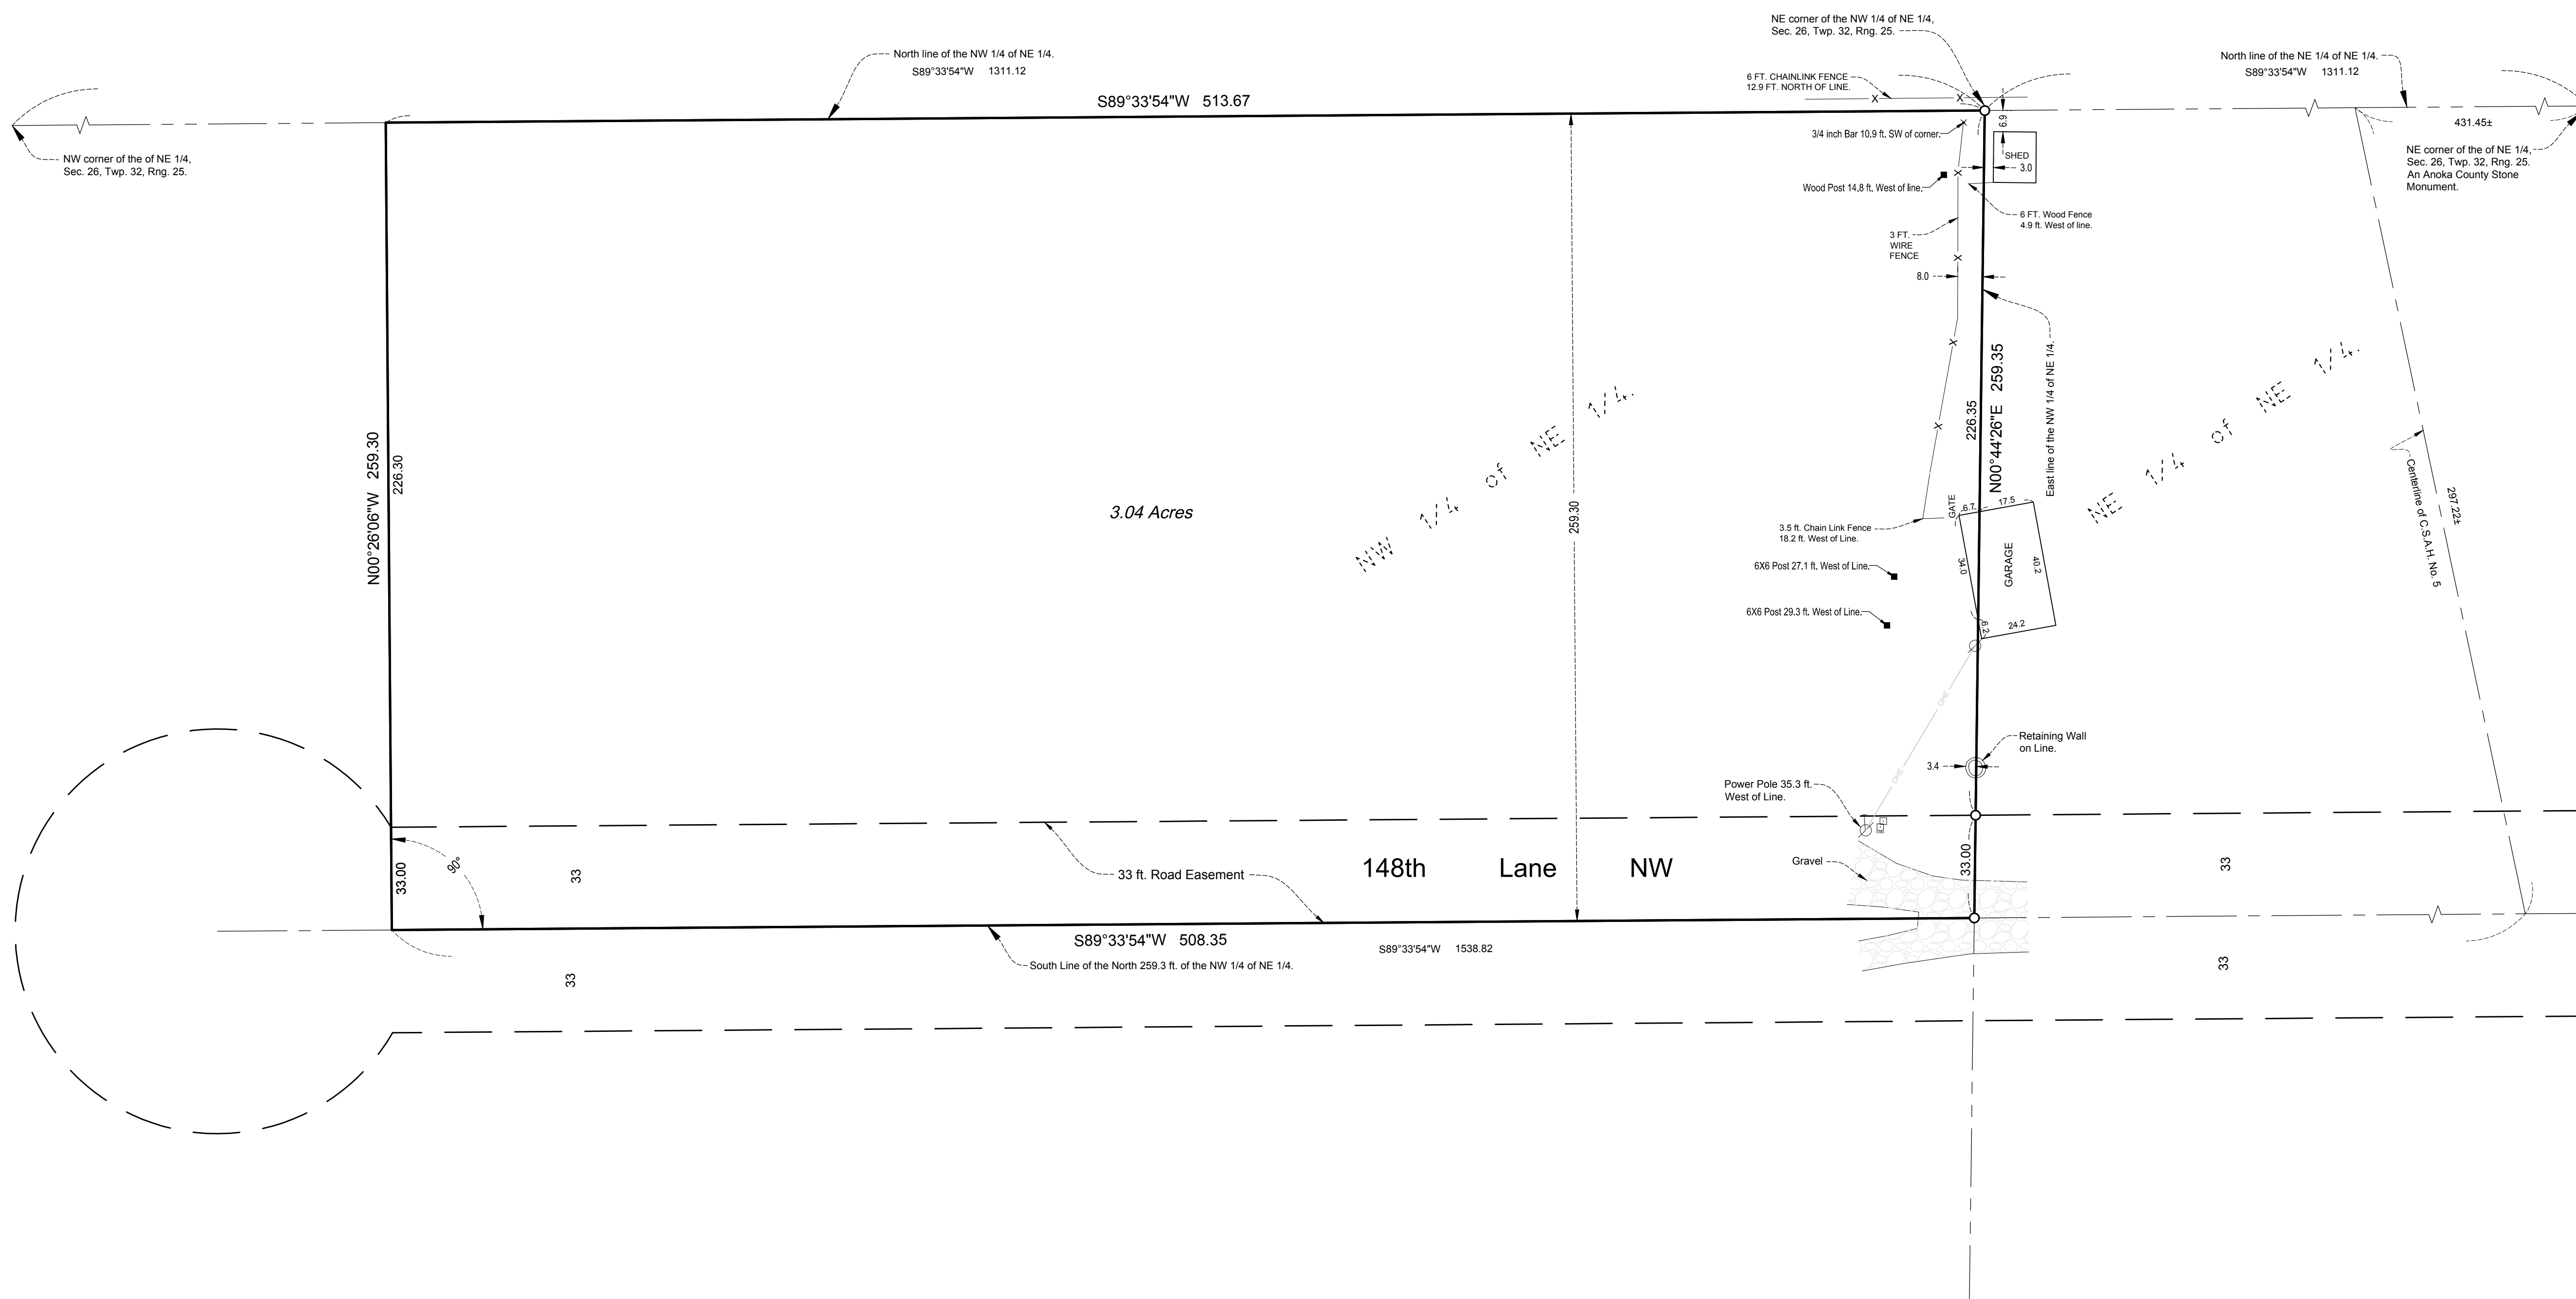 NE corner of the NW 1/4 of NE 1/4,
Sec. 26, Twp. 32, Rng. 25.
North line of the NW 1/4 of NE 1/4.
S89°33'54"W 1311.12
North line of the NE 1/4 of NE 1/4.
S89°33'54"W 1311.12
6 FT. CHAINLINK FENCE
12.9 FT. NORTH OF LINE.
S89°33'54"W 513.67
X
X
6.9
431.45±
3/4 inch Bar 10.9 ft. SW of corner.
X
NW corner of the of NE 1/4,
Sec. 26, Twp. 32, Rng. 25.
NE corner of the of NE 1/4,
Sec. 26, Twp. 32, Rng. 25.
An Anoka County Stone
Monument.
SHED
3.0
X
Wood Post 14.8 ft. West of line.
6 FT. Wood Fence
4.9 ft. West of line.
3 FT.
WIRE
FENCE
X
8.0
X
East line of the NW 1/4 of NE 1/4.
N00°44'26"E 259.35
226.35
X
NW 1/4 of NE 1/4.
NE 1/4 of NE 1/4.
N00°26'06"W 259.30
226.30
3.04 Acres
259.30
Centerline of C.S.A.H. No. 5
297.22±
GATE
6.7
17.5
3.5 ft. Chain Link Fence
18.2 ft. West of Line.
34.0
GARAGE
40.2
6X6 Post 27.1 ft. West of Line.
6X6 Post 29.3 ft. West of Line.
6.2
24.2
OHE
Retaining Wall
on Line.
3.4
OHE
Power Pole 35.3 ft.
West of Line.
90°
33.00
33
33 ft. Road Easement
148th Lane NW
Gravel
33.00
33
S89°33'54"W 508.35
S89°33'54"W 1538.82
South Line of the North 259.3 ft. of the NW 1/4 of NE 1/4.
33
33